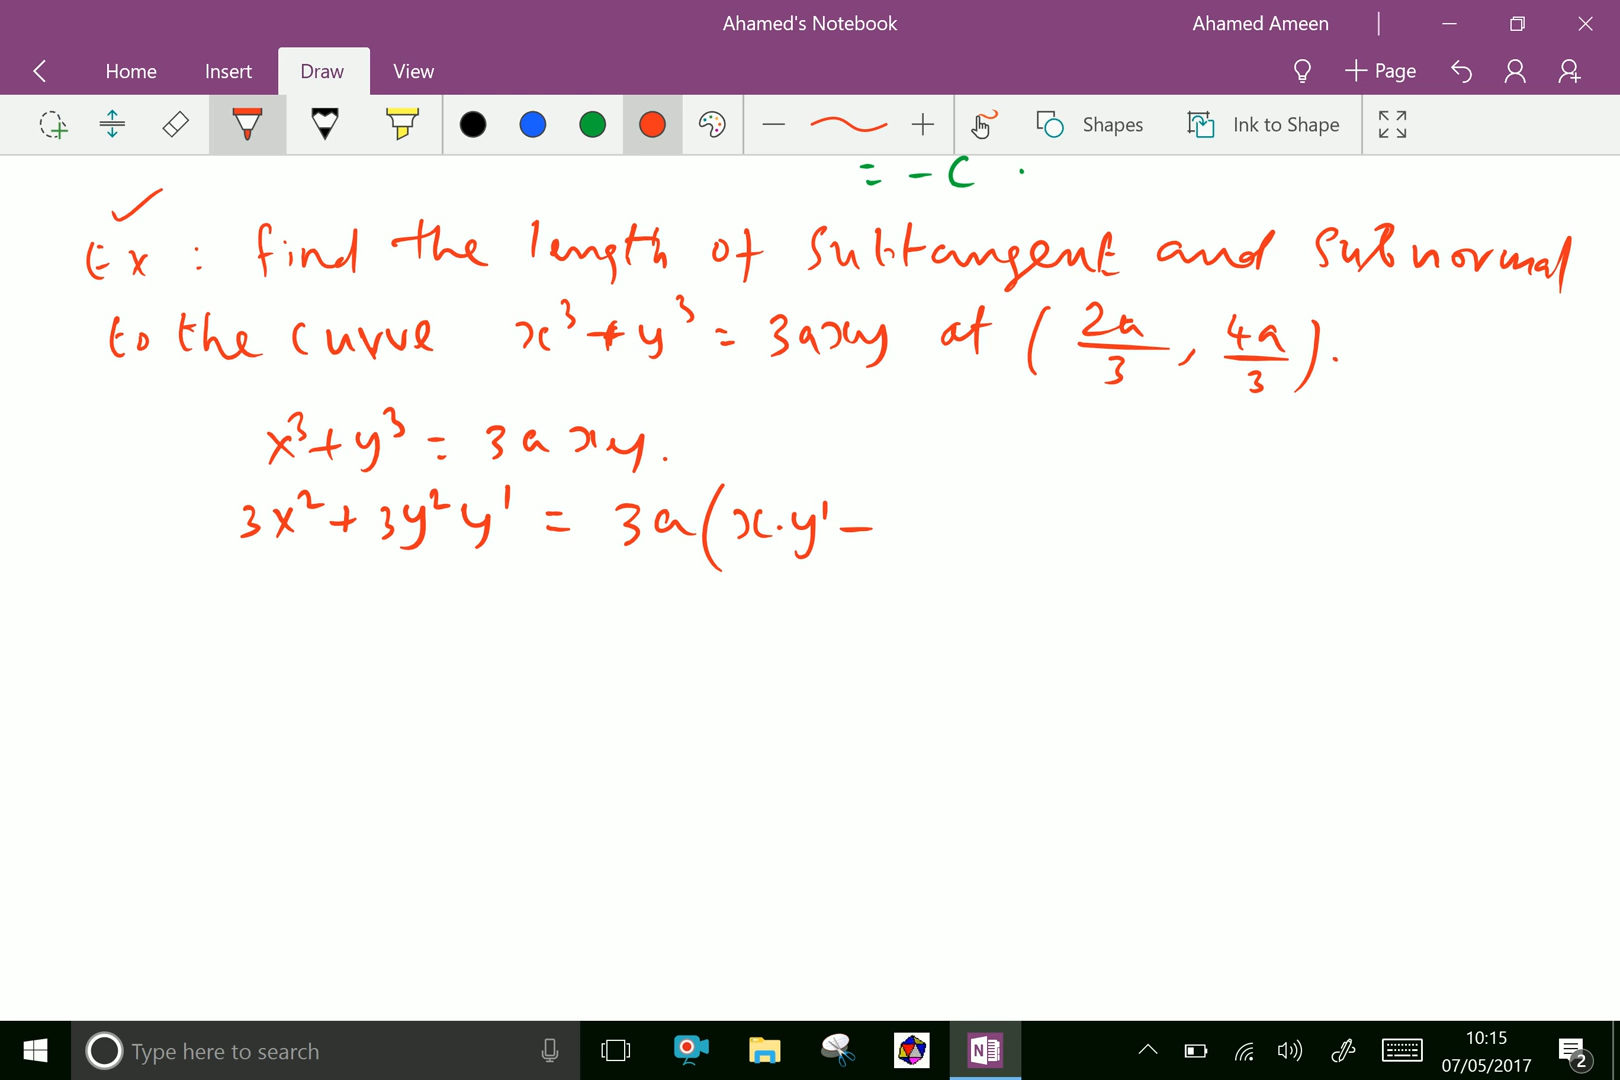 Ahamed's Notebook Ahamed Ameen
Home Insert Draw View Page
Shapes Ink to Shape
= - C .
Ex : find the length of subtangent and subnormal
to the curve x³ + y³ = 3axy at (2a/3, 4a/3).
x³ + y³ = 3axy.
3x² + 3y² y' = 3a(x.y' −
Type here to search N 10:15
07/05/2017 2